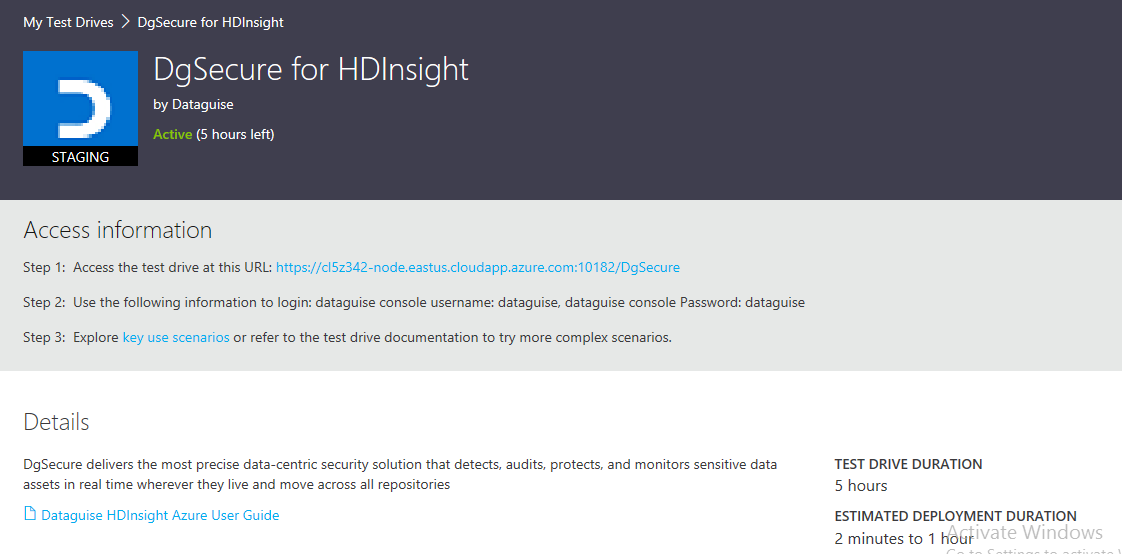 My Test Drives > DgSecure for HDInsight
DgSecure for HDInsight
by Dataguise
Active (5 hours left)
STAGING
Access information
Step 1: Access the test drive at this URL: https://cl5z342-node.eastus.cloudapp.azure.com:10182/DgSecure
Step 2: Use the following information to login: dataguise console username: dataguise, dataguise console Password: dataguise
Step 3: Explore key use scenarios or refer to the test drive documentation to try more complex scenarios.
Details
DgSecure delivers the most precise data-centric security solution that detects, audits, protects, and monitors sensitive data
assets in real time wherever they live and move across all repositories
Dataguise HDInsight Azure User Guide
TEST DRIVE DURATION
5 hours
ESTIMATED DEPLOYMENT DURATION
2 minutes to 1 hour
Activate Windows
Go to Settings to activate